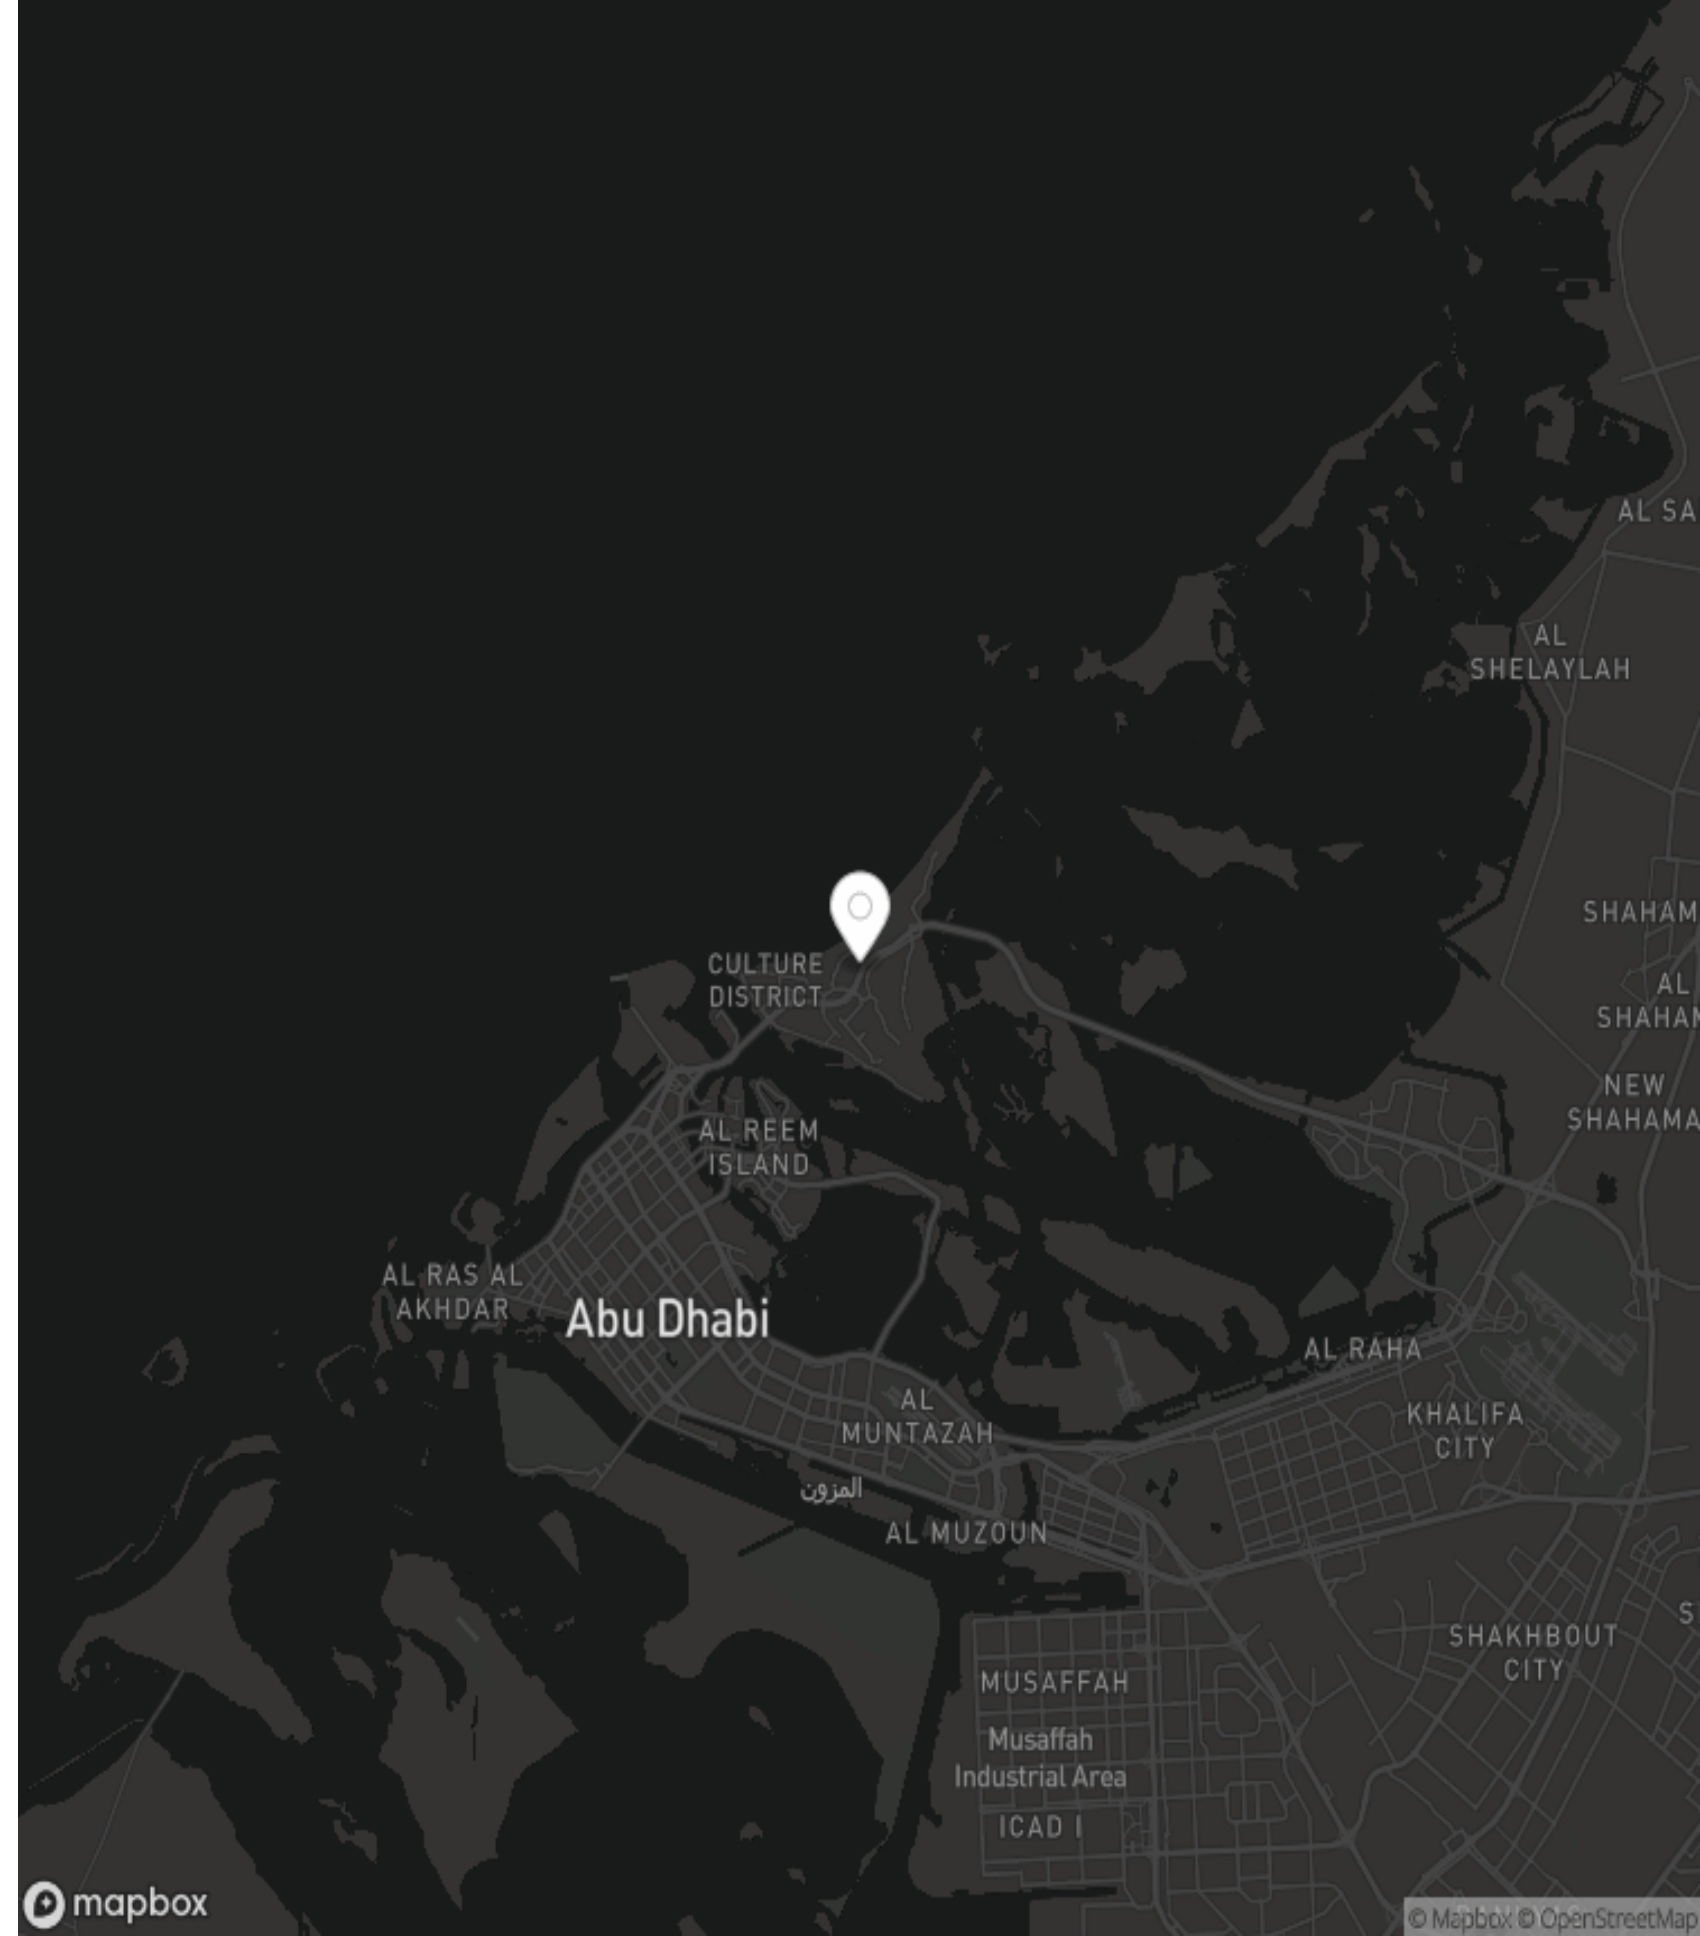 AL SA
AL
SHELAYLAH
SHAHAM
CULTURE
DISTRICT
AL
SHAHAM
NEW
SHAHAMA
AL REEM
ISLAND
AL RAS AL
AKHDAR
Abu Dhabi
AL RAHA
AL
MUNTAZAH
KHALIFA
CITY
المزون
AL MUZOUN
S
SHAKHBOUT
CITY
MUSAFFAH
Musaffah
Industrial Area
ICAD I
mapbox
© Mapbox © OpenStreetMap